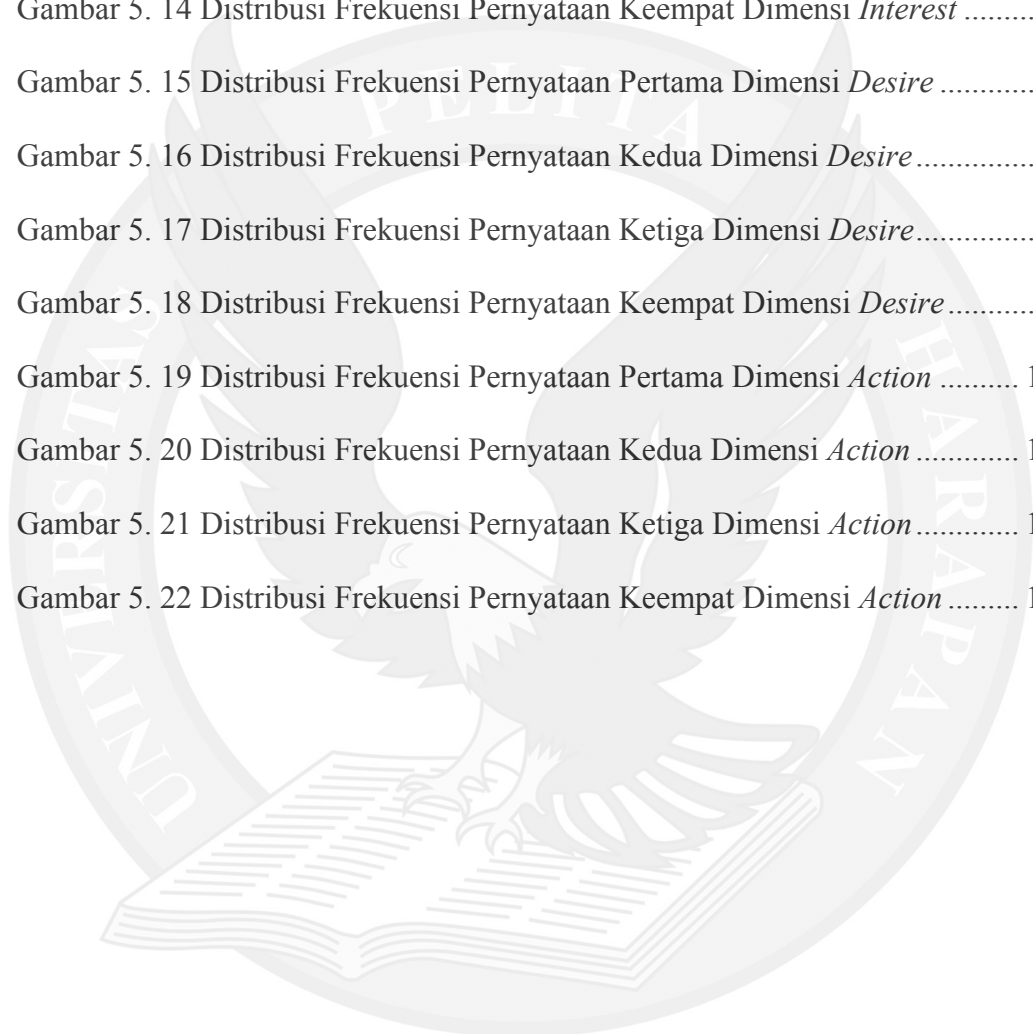 Gambar 5. 14 Distribusi Frekuensi Pernyataan Keempat Dimensi Interest .........
Gambar 5. 15 Distribusi Frekuensi Pernyataan Pertama Dimensi Desire ............
Gambar 5. 16 Distribusi Frekuensi Pernyataan Kedua Dimensi Desire ...............
Gambar 5. 17 Distribusi Frekuensi Pernyataan Ketiga Dimensi Desire ...............
Gambar 5. 18 Distribusi Frekuensi Pernyataan Keempat Dimensi Desire ...........
Gambar 5. 19 Distribusi Frekuensi Pernyataan Pertama Dimensi Action .......... 1
Gambar 5. 20 Distribusi Frekuensi Pernyataan Kedua Dimensi Action ............. 1
Gambar 5. 21 Distribusi Frekuensi Pernyataan Ketiga Dimensi Action ............. 1
Gambar 5. 22 Distribusi Frekuensi Pernyataan Keempat Dimensi Action ......... 1
UNIVERSITAS PELITA HARAPAN